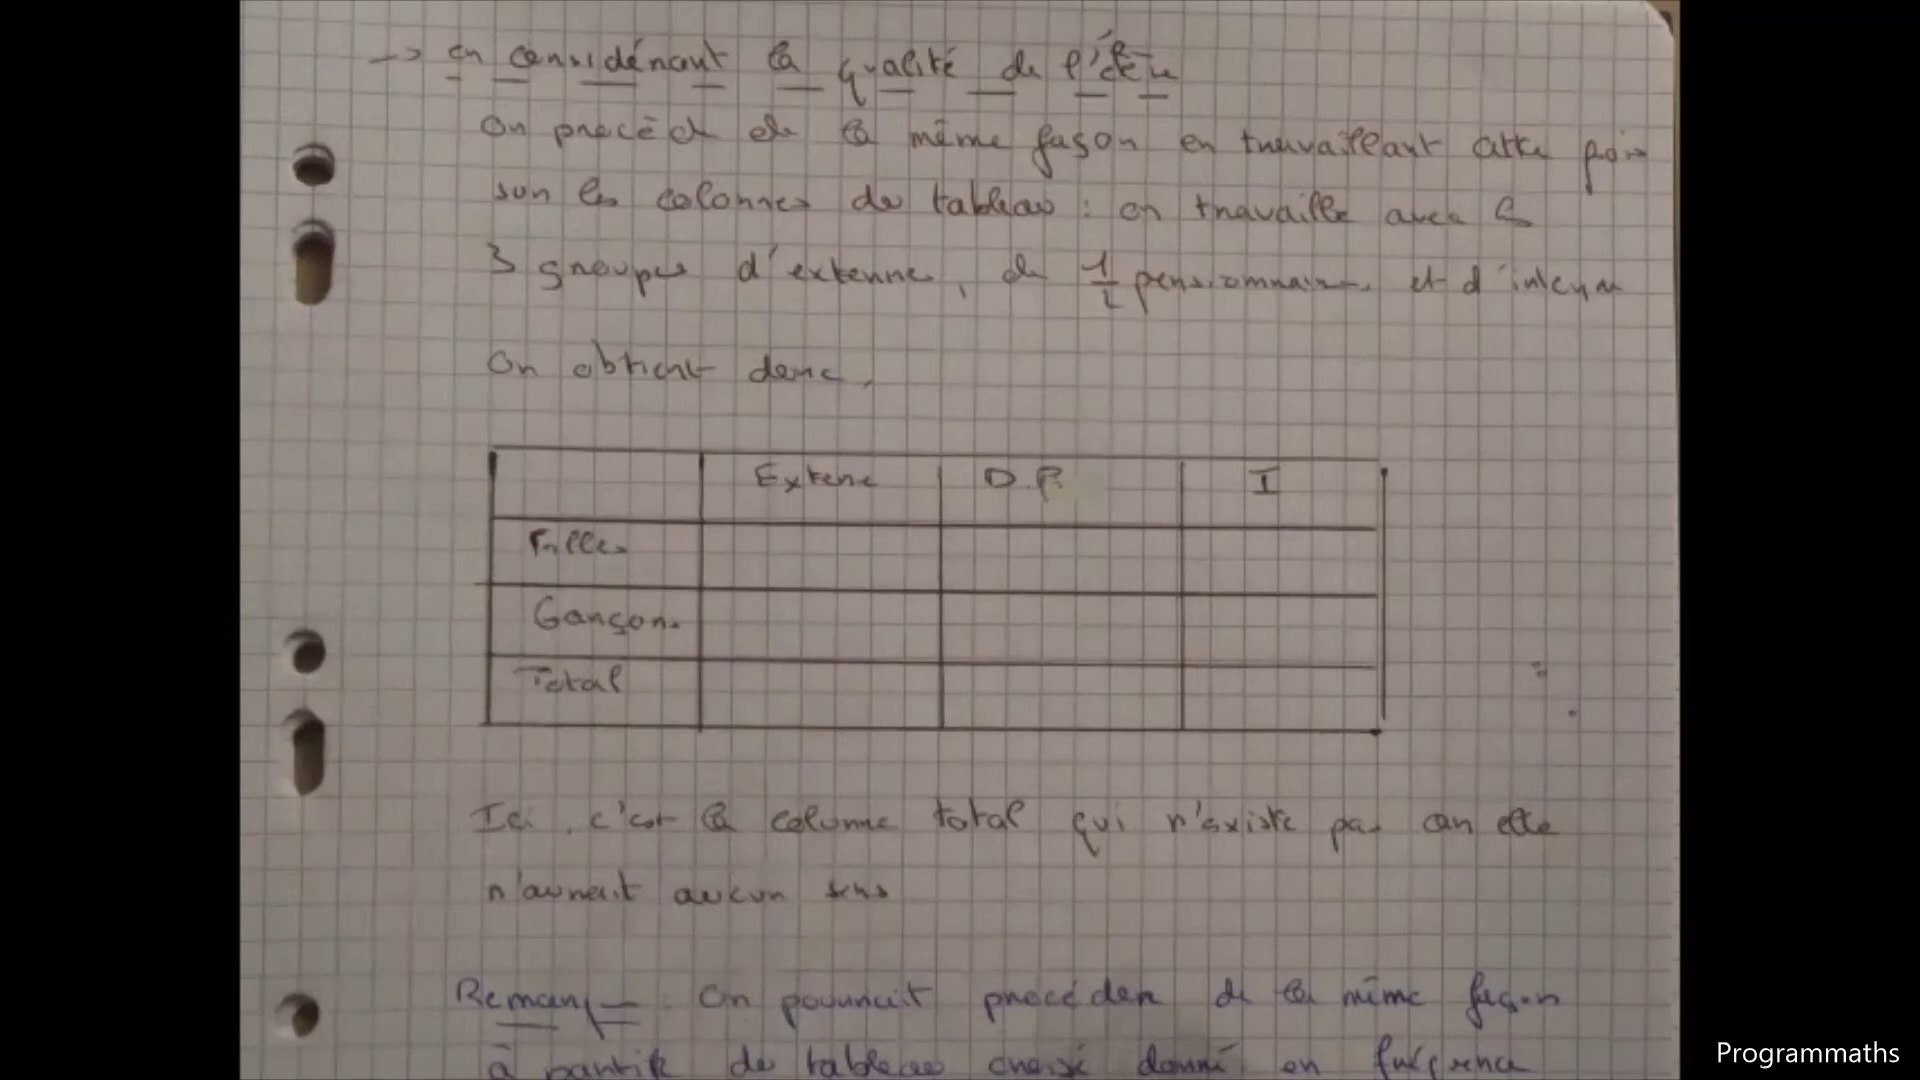 -> en considérant la qualité de l'élève
On procède de la même façon en travaillant cette fois
sur les colonnes du tableau : on travaille avec les
3 groupes d'externe, de 1/2 pensionnaires et d'interne
On obtient donc,
Externe D.P. I
Filles
Garçons
Total
Ici, c'est la colonne total qui n'existe pas car elle
n'aurait aucun sens
Remarque : On pourrait procéder de la même façon
à partir du tableau croisé donné en fréquence
Programmaths